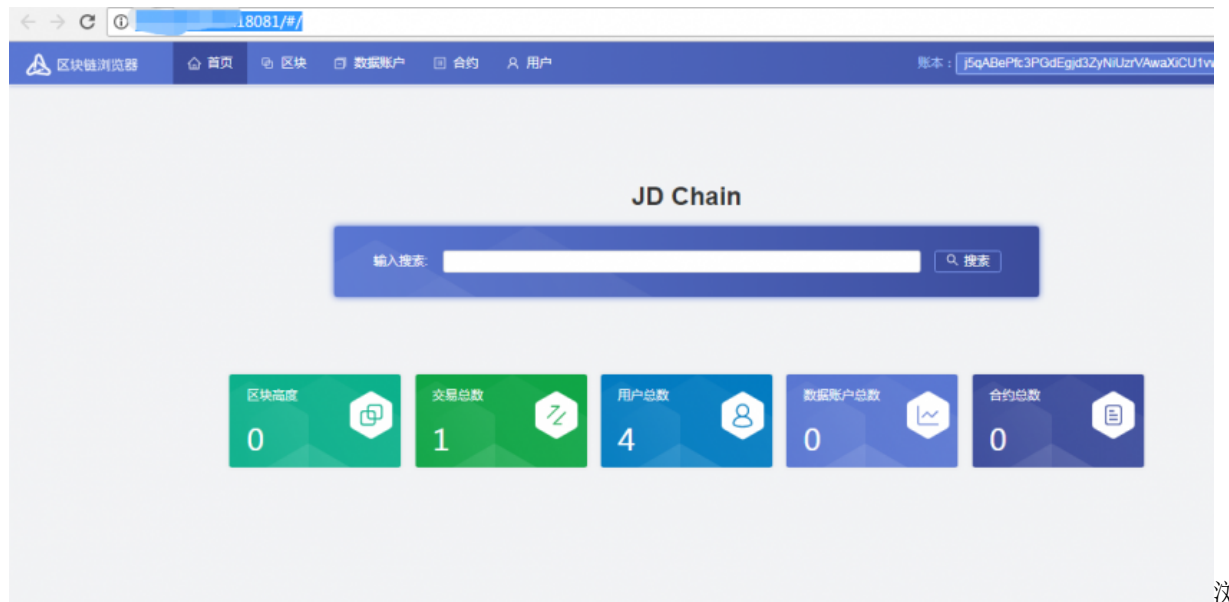 18081/#/
区块链浏览器 首页 区块 数据账户 合约 用户 账本： j5qABePfc3PGdEgjd3ZyNiUzrVAwaXiCU1vv
JD Chain
输入搜索: 搜索
区块高度 交易总数 用户总数 数据账户总数 合约总数
0 1 4 0 0